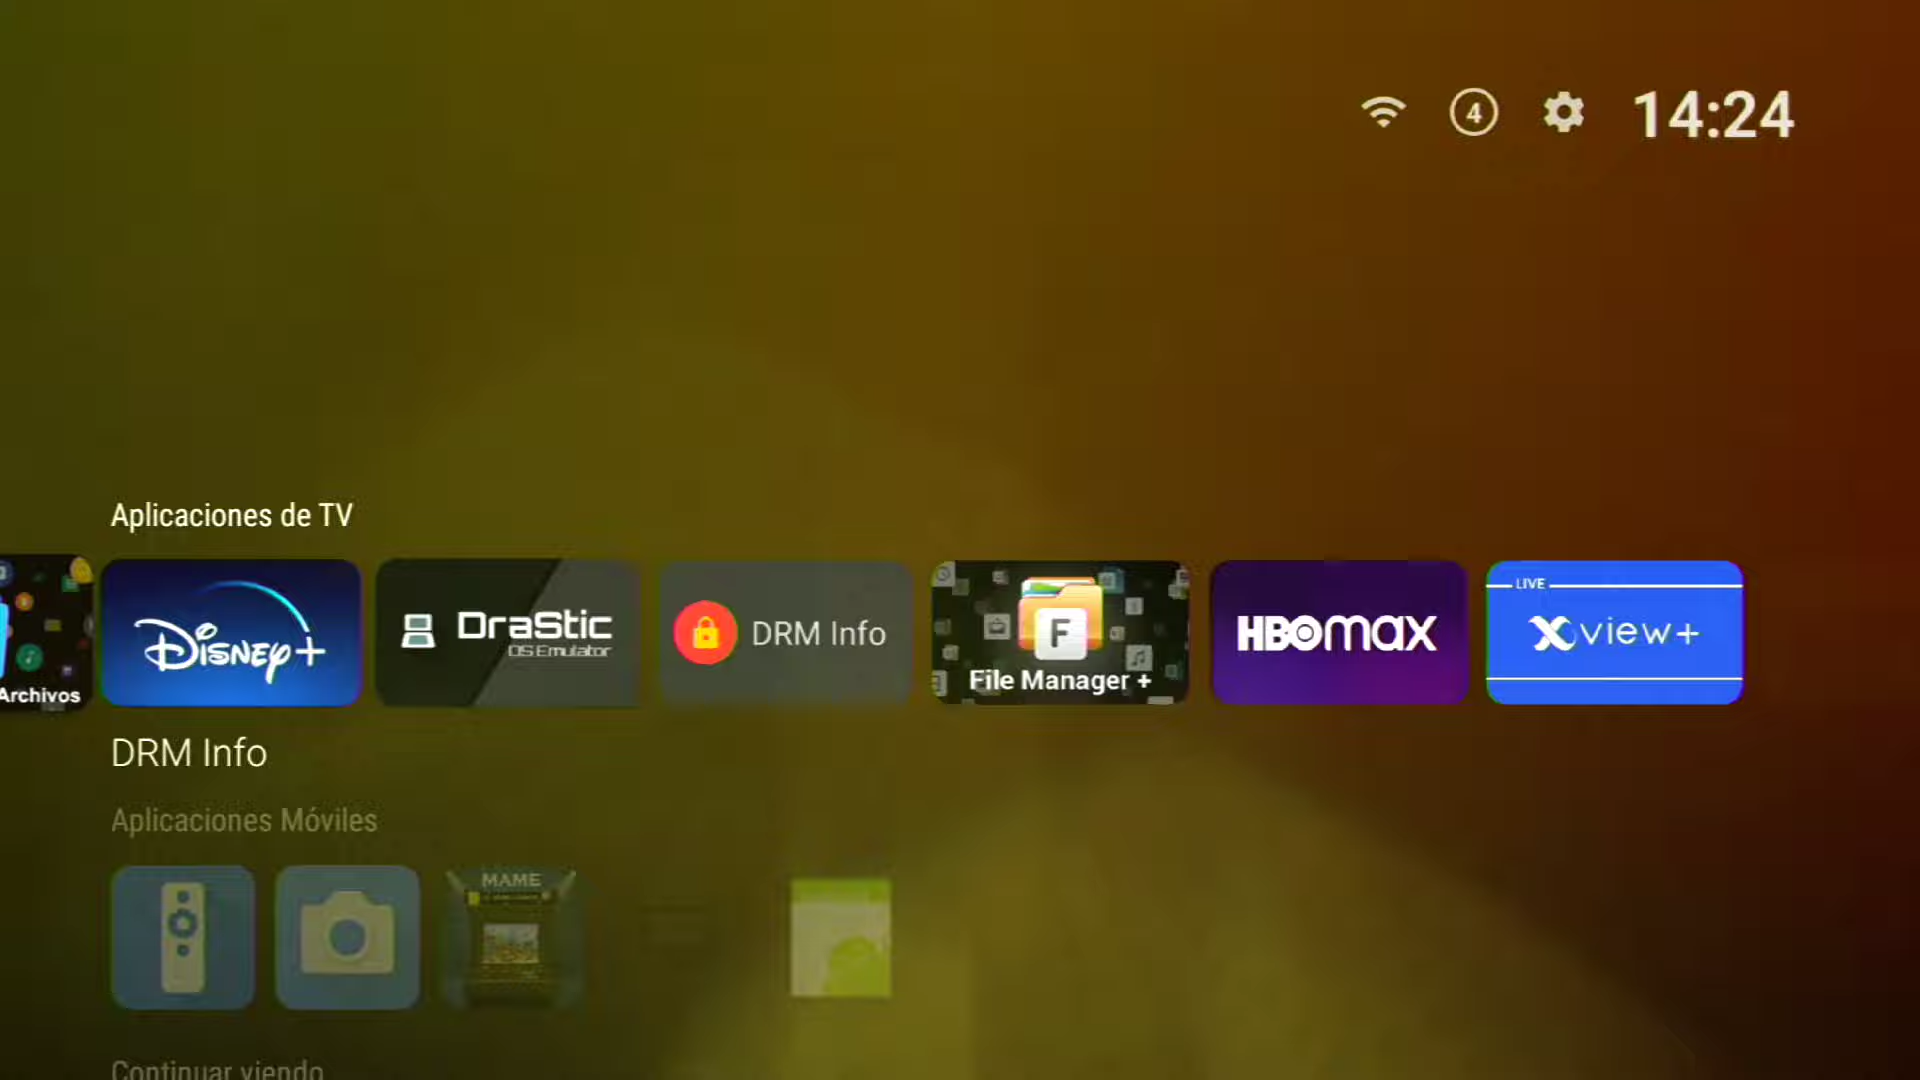 4
14:24
Aplicaciones de TV
Archivos
Disney+
DraStic
DS Emulator
DRM Info
F
File Manager +
HBOmax
LIVE
Xview+
DRM Info
Aplicaciones Móviles
MAME
Continuar viendo